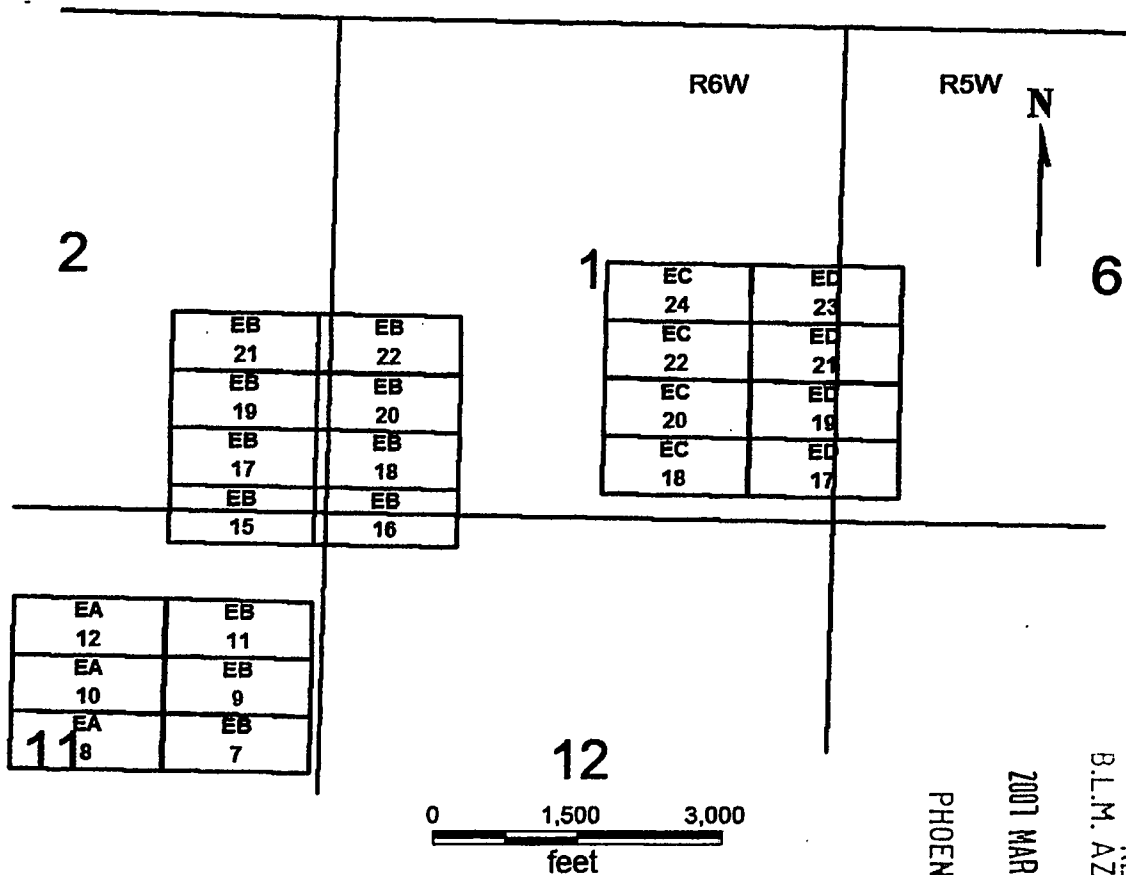 R6W
R5W
N
2
1
6
EC
24
ED
23
EC
22
ED
21
EC
20
ED
19
EC
18
ED
17
EB
21
EB
22
EB
19
EB
20
EB
17
EB
18
EB
15
EB
16
EA
12
EB
11
EA
10
EB
9
EA
8
EB
7
11
12
0 1,500 3,000
feet
B.L.M. AZ
2007 MAR
PHOEN